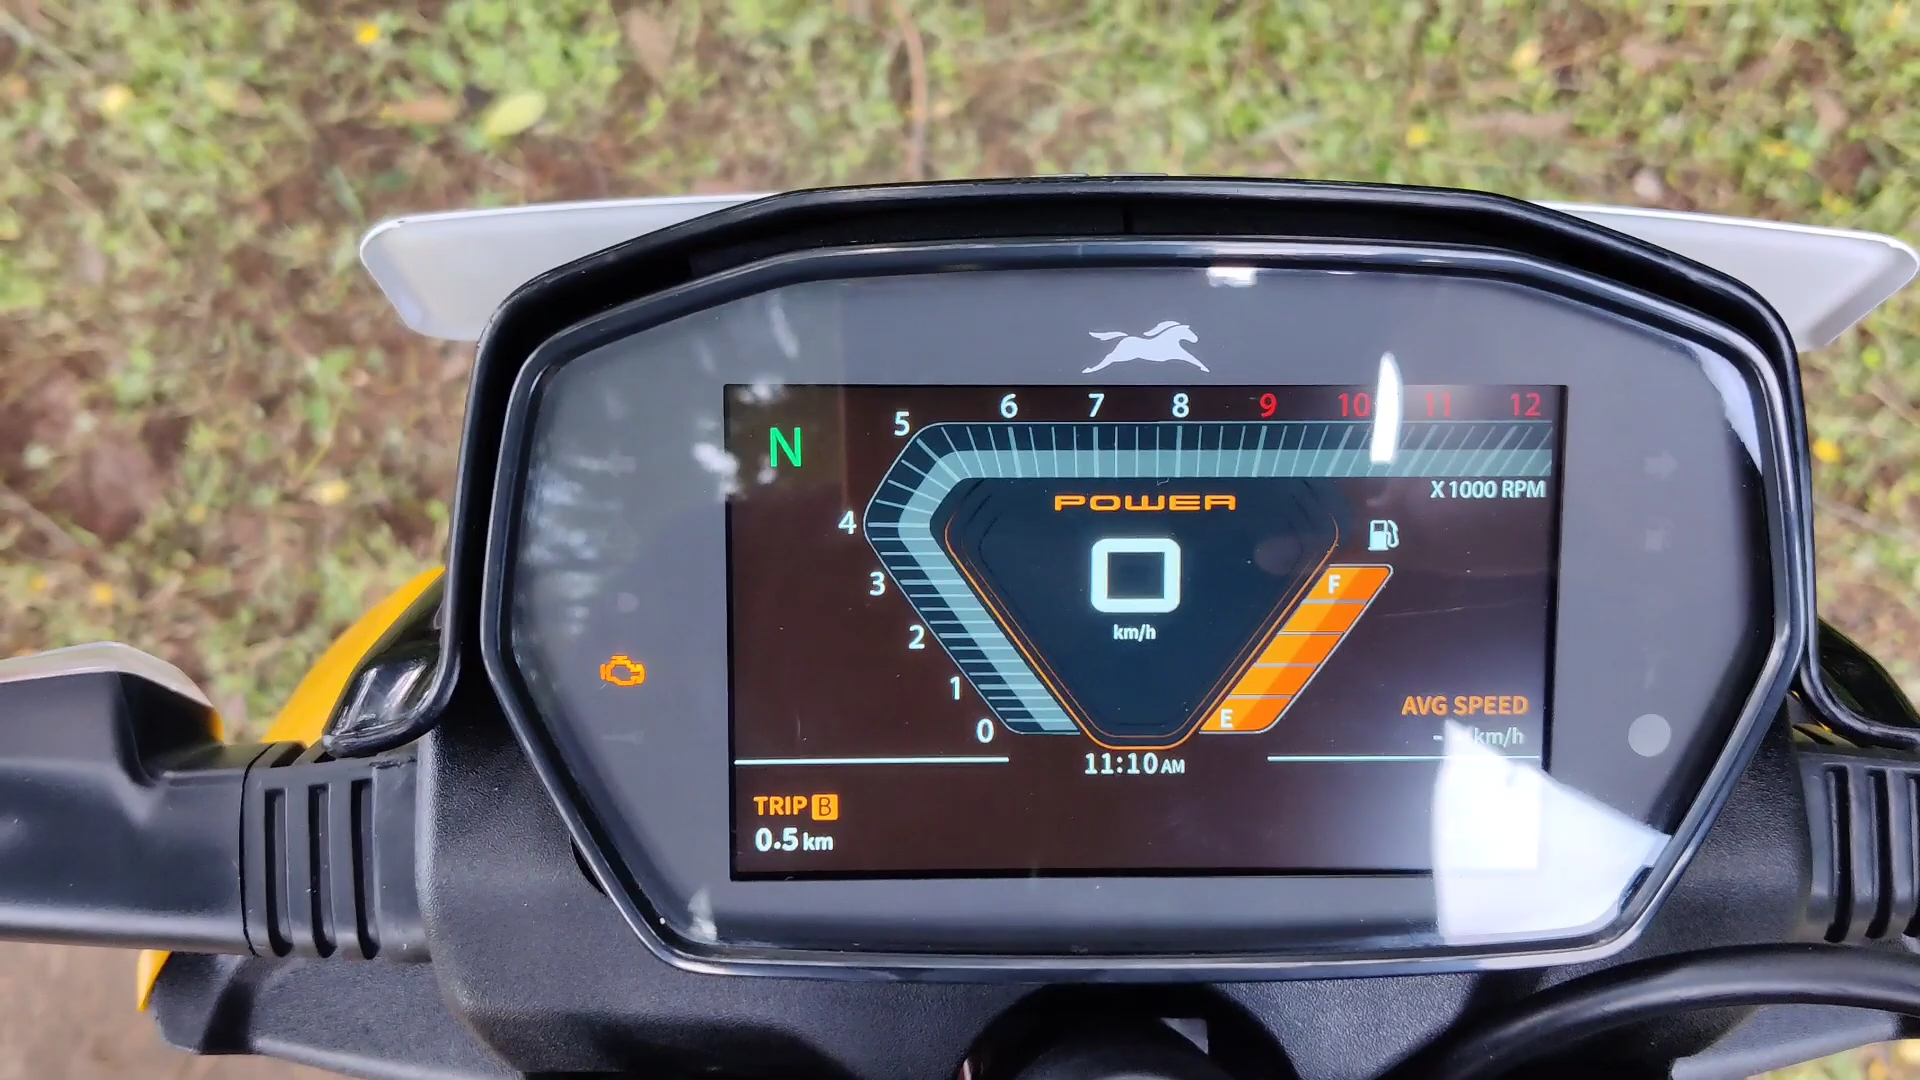 5 6 7 8 9 10 11 12
N
X1000 RPM
POWER
4
0
3
km/h
F
2
1
E
0
AVG SPEED
km/h
11:10 AM
TRIP B
0.5 km